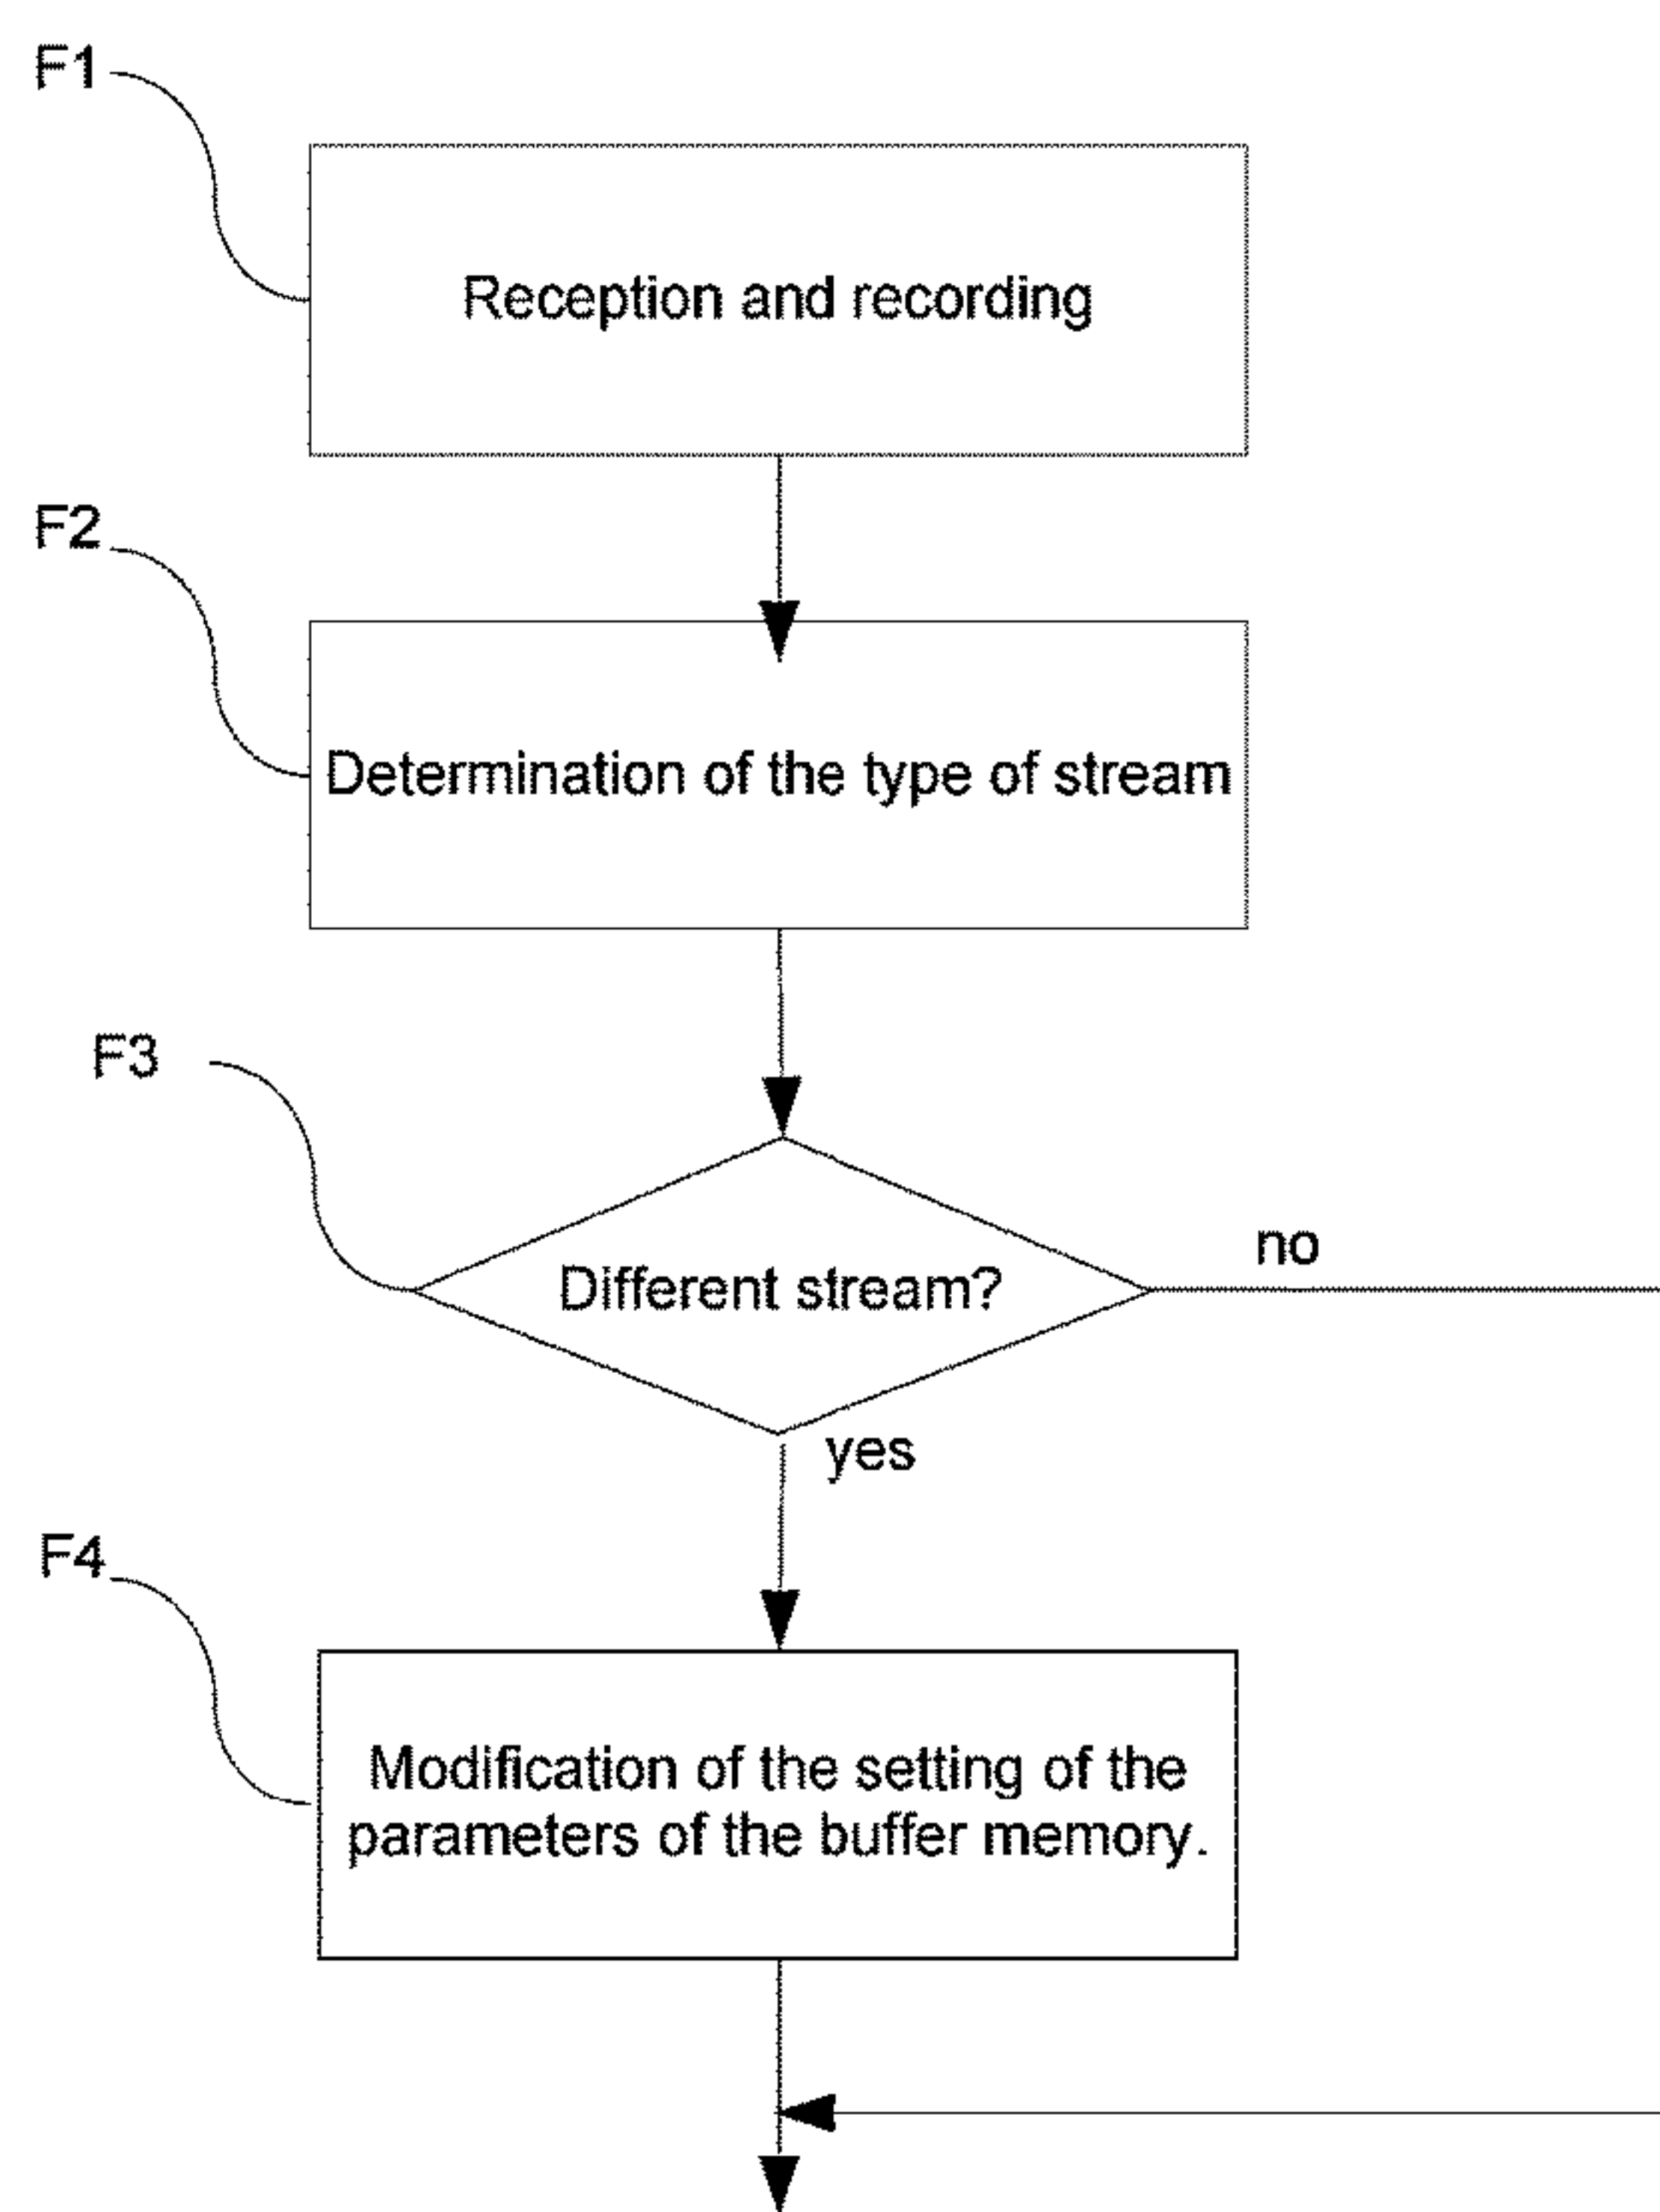 F1
Reception and recording
F2
Determination of the type of stream
F3
Different stream?
no
yes
F4
Modification of the setting of the
parameters of the buffer memory.